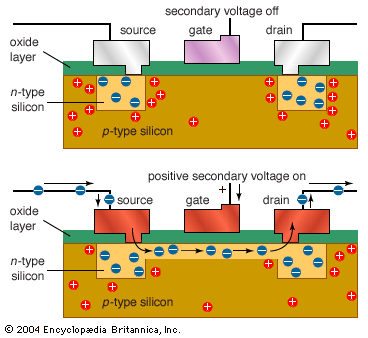 secondary voltage off
source
gate
drain
oxide
layer
n-type
silicon
p-type silicon
positive secondary voltage on
+
source
gate
drain
oxide
layer
n-type
silicon
p-type silicon
© 2004 Encyclopædia Britannica, Inc.